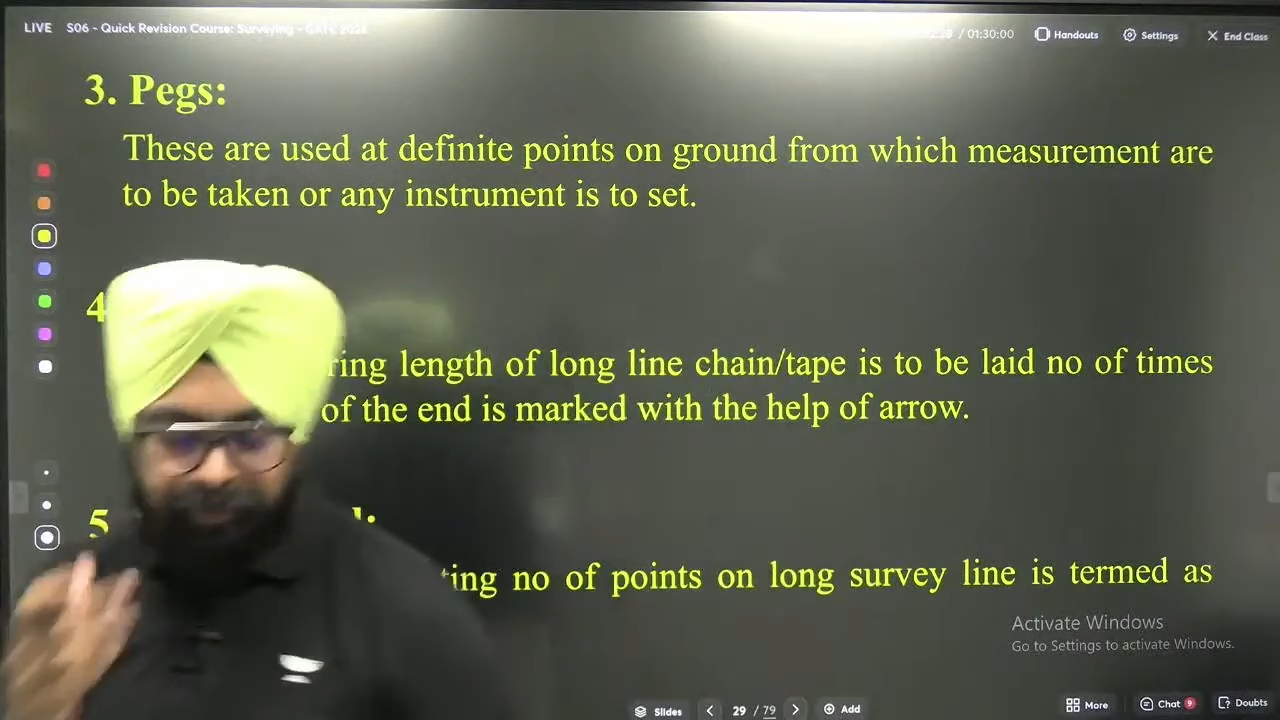 LIVE S06 - Quick Revision Course: Surveying - GATE 2024
/ 01:30:00 Handouts Settings End Class
3. Pegs:
These are used at definite points on ground from which measurement are
to be taken or any instrument is to set.
4
ring length of long line chain/tape is to be laid no of times
of the end is marked with the help of arrow.
5
ting no of points on long survey line is termed as
Activate Windows
Go to Settings to activate Windows.
Slides 29 / 79 Add More Chat 9 Doubts